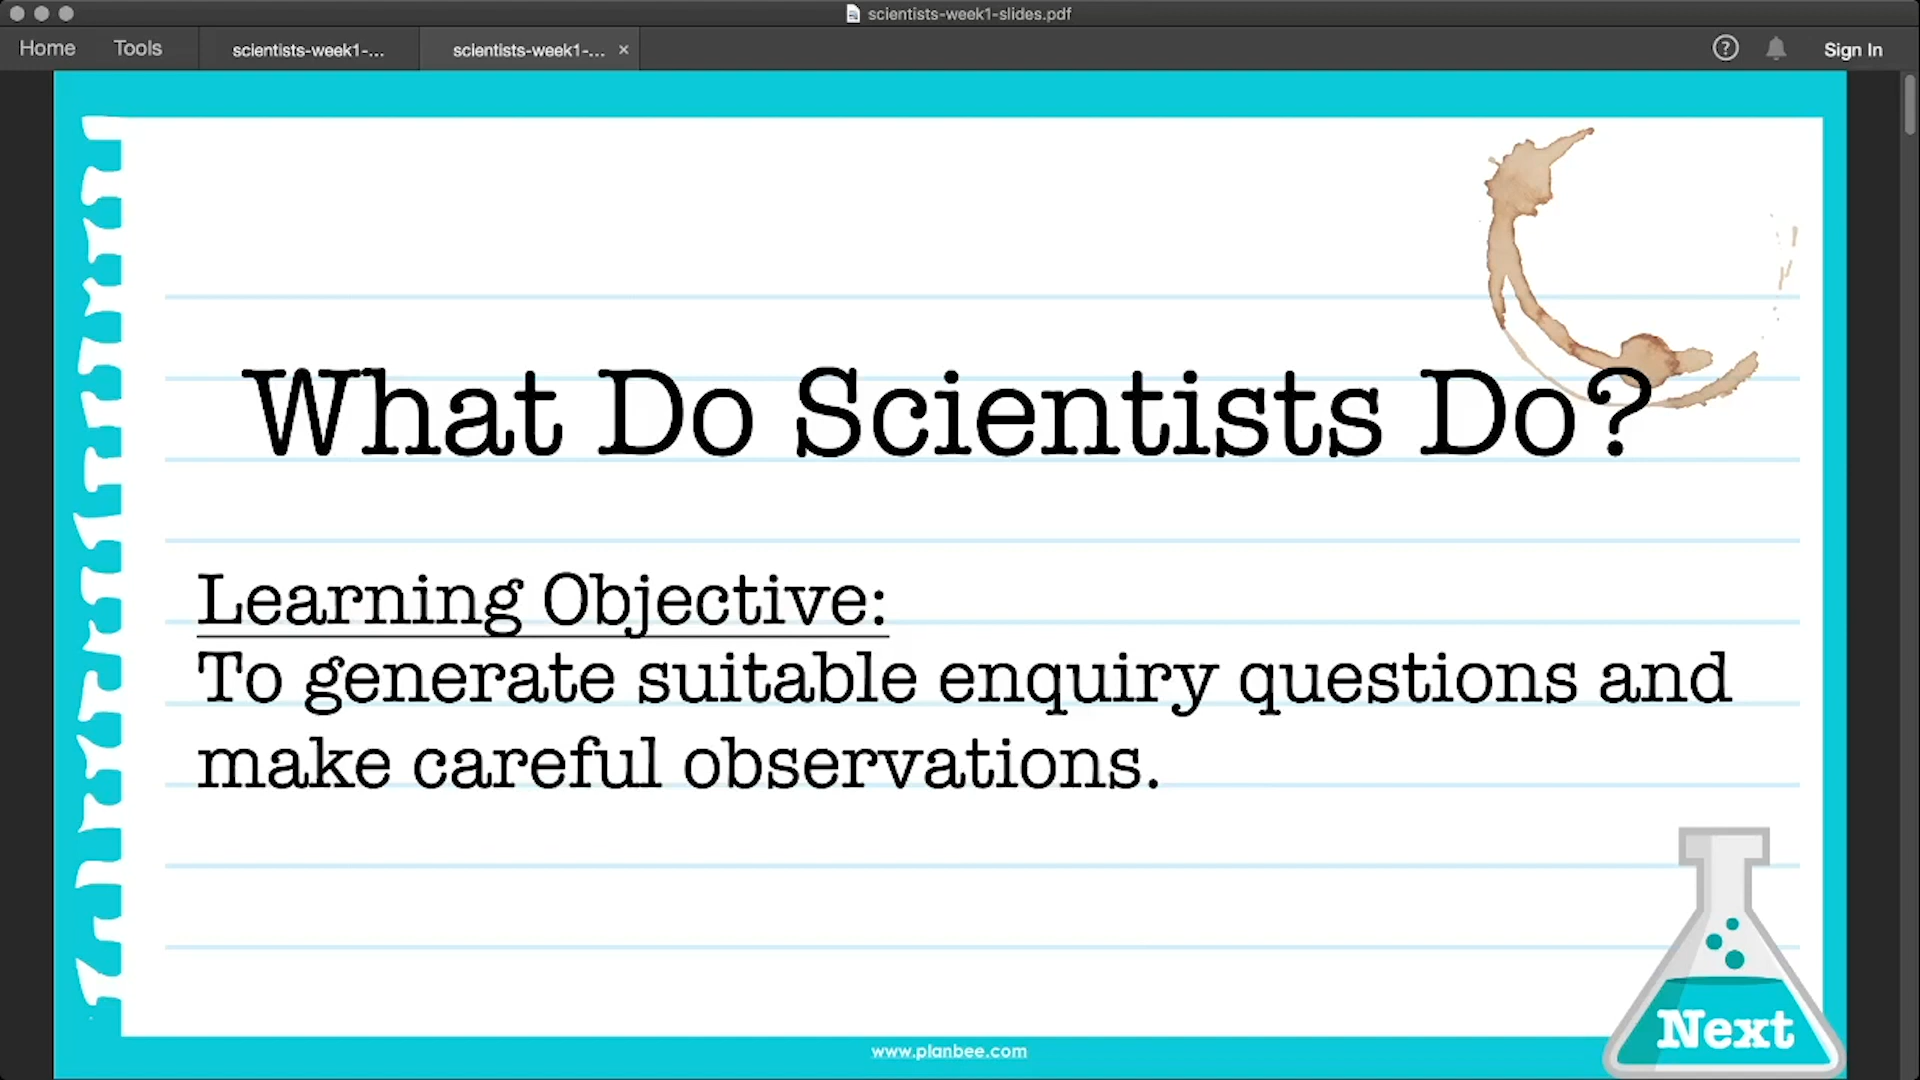 scientists-week1-slides.pdf
Home Tools scientists-week1-... scientists-week1-... × ? Sign In
What Do Scientists Do?
Learning Objective:
To generate suitable enquiry questions and
make careful observations.
Next
www.planbee.com